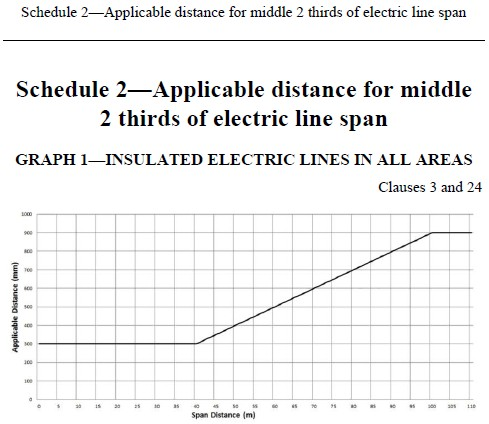 Schedule 2—Applicable distance for middle 2 thirds of electric line span
Schedule 2—Applicable distance for middle
2 thirds of electric line span
GRAPH 1—INSULATED ELECTRIC LINES IN ALL AREAS
Clauses 3 and 24
Applicable Distance (mm)
1000
900
800
700
600
500
400
300
200
100
0
0 5 10 15 20 25 30 35 40 45 50 55 60 65 70 75 80 85 90 95 100 105 110
Span Distance (m)